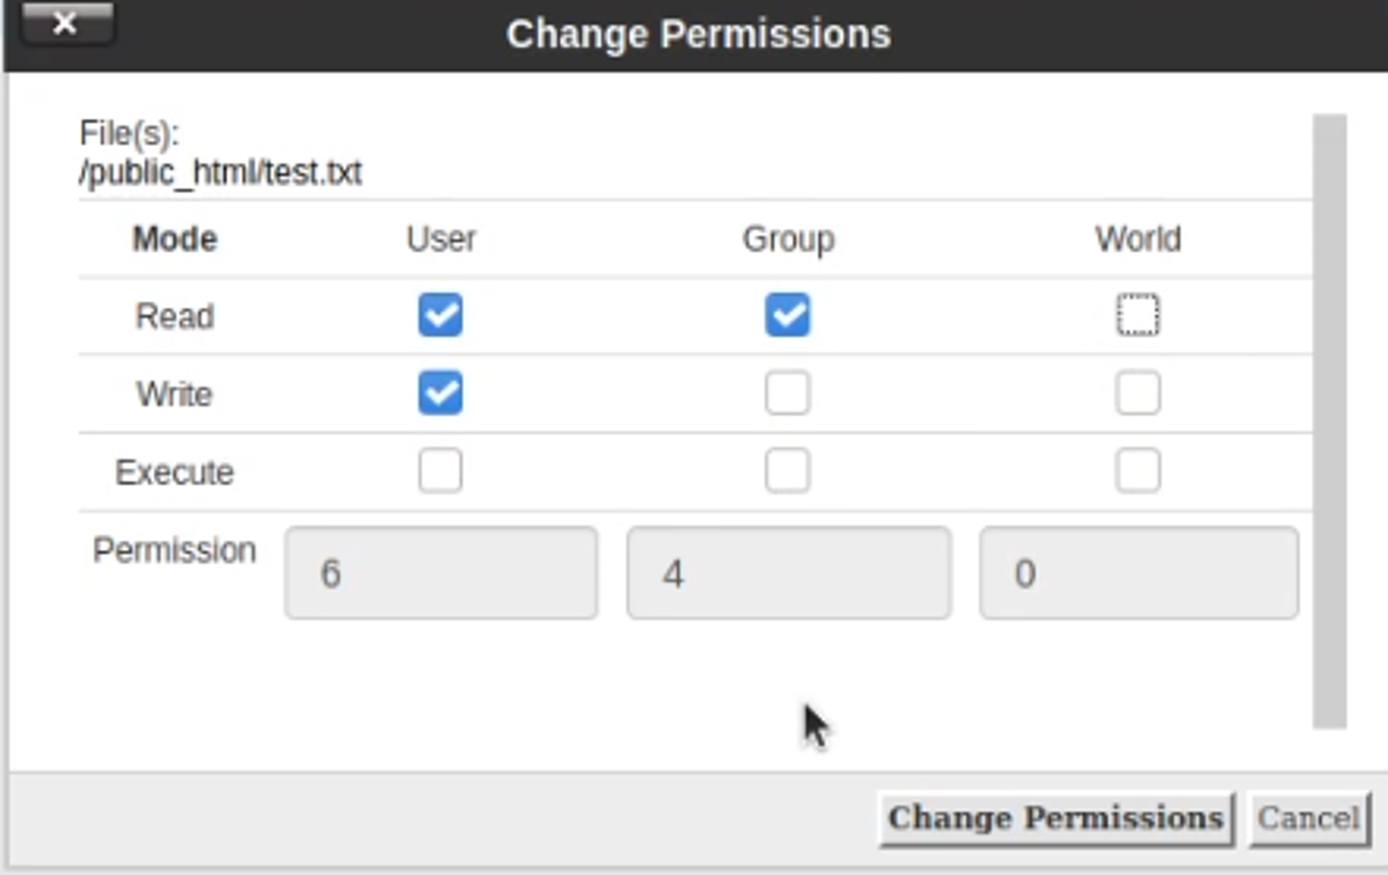 Change Permissions
File(s):
/public_html/test.txt
Mode User Group World
Read
Write
Execute
Permission 6 4 0
Change Permissions Cancel